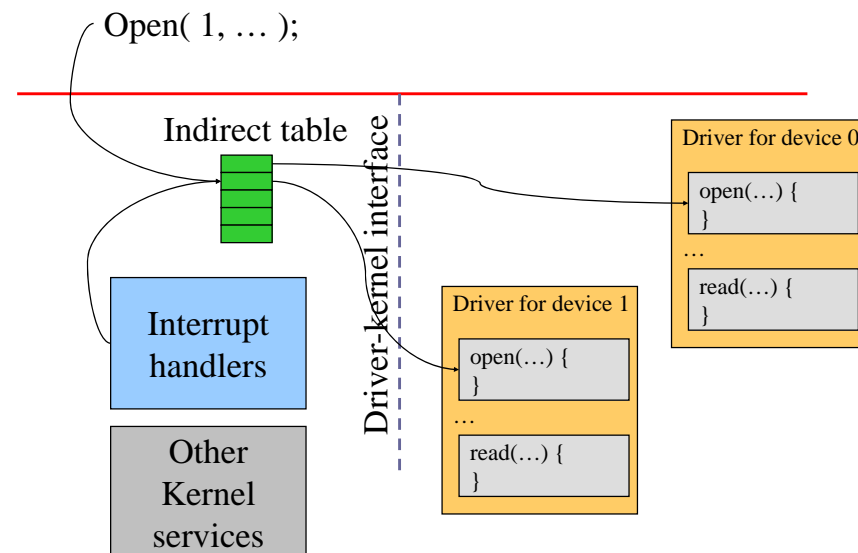 Open( 1, … );
Indirect table
Driver-kernel interface
Driver for device 0
open(…) {
}
…
read(…) {
}
Interrupt
handlers
Driver for device 1
open(…) {
}
…
read(…) {
}
Other
Kernel
services